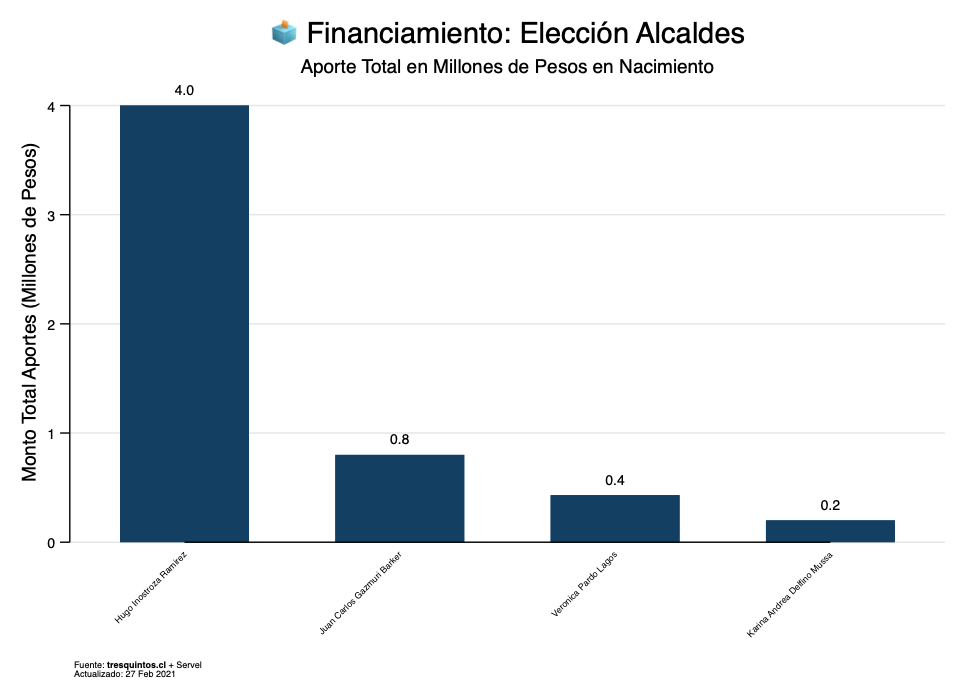 Financiamiento: Elección Alcaldes
Aporte Total en Millones de Pesos en Nacimiento
Monto Total Aportes (Millones de Pesos)
4
3
2
1
0
4.0
0.8
0.4
0.2
Hugo Inostroza Ramirez
Juan Carlos Gazmuri Barker
Veronica Pardo Lagos
Karina Andrea Delfino Mussa
Fuente: tresquintos.cl + Servel
Actualizado: 27 Feb 2021